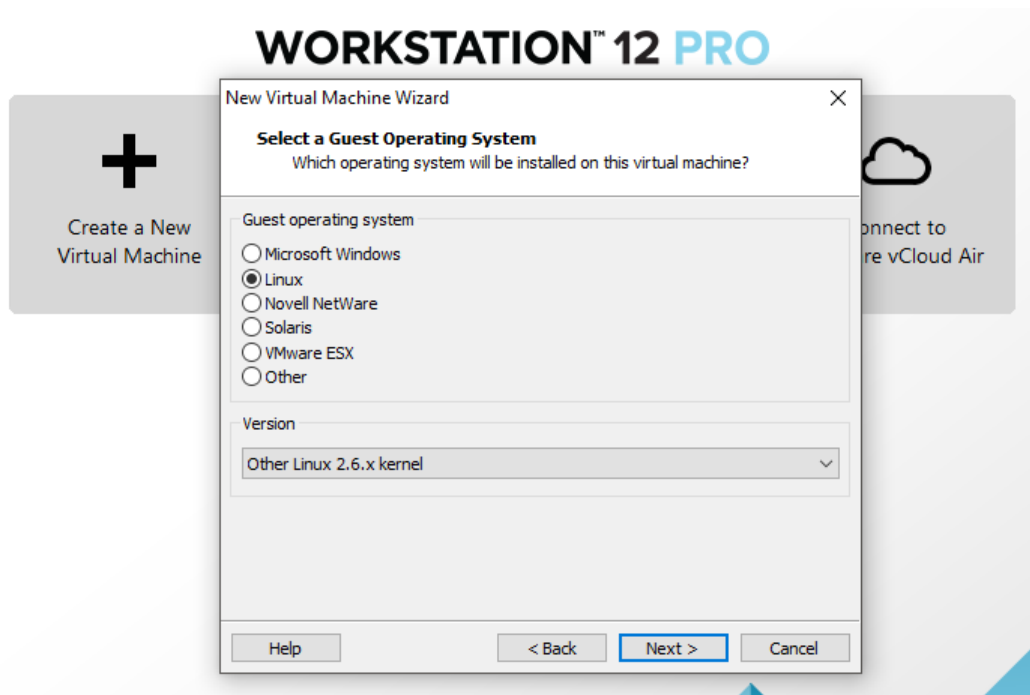 WORKSTATION™ 12 PRO
New Virtual Machine Wizard
Select a Guest Operating System
Which operating system will be installed on this virtual machine?
Create a New
Virtual Machine
Guest operating system
Microsoft Windows
Linux
Novell NetWare
Solaris
VMware ESX
Other
Version
Other Linux 2.6.x kernel
Help
< Back
Next >
Cancel
onnect to
re vCloud Air